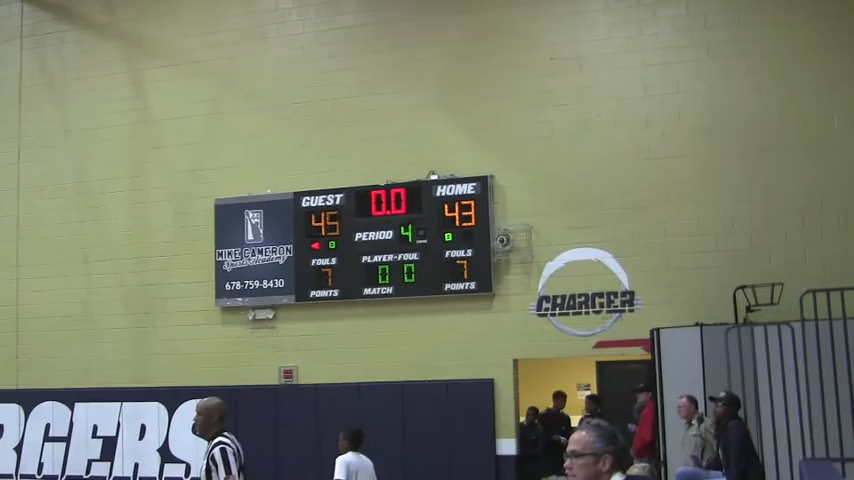 GUEST 0.0 HOME
45 43
PERIOD 4
B B
FOULS PLAYER-FOUL FOULS
7 0 0 7
POINTS MATCH POINTS
MIKE CAMERON
Sports Academy
678-759-8430
CHARGER
RGERS